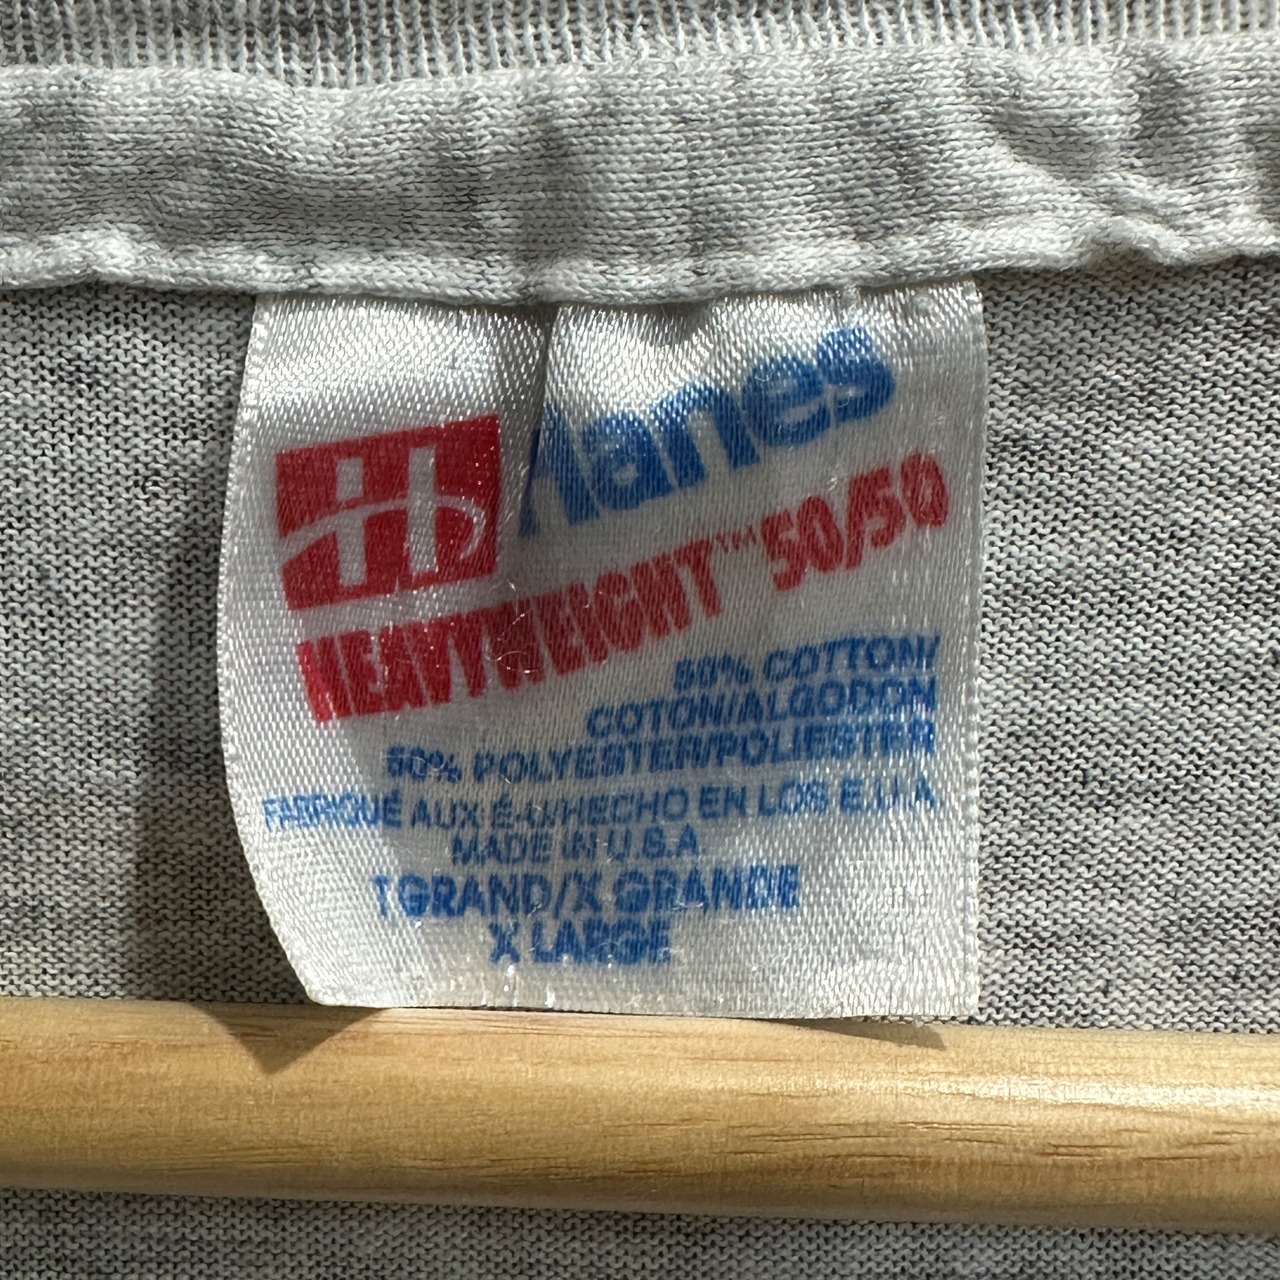 H Hanes
HEAVYWEIGHT™ 50/50
50% COTTON/
COTON/ALGODON
50% POLYESTER/POLIESTER
FABRIQUÉ AUX É-U/HECHO EN LOS E.U.A.
MADE IN U.S.A
TGRAND/X GRANDE
X LARGE